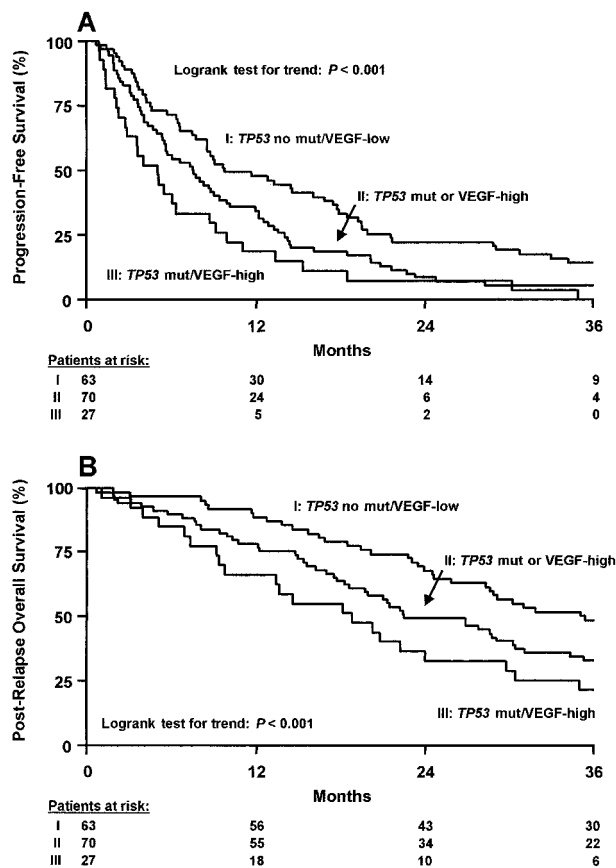 A
Progression-Free Survival (%)
100
75
50
25
0
Logrank test for trend: P < 0.001
I: TP53 no mut/VEGF-low
II: TP53 mut or VEGF-high
III: TP53 mut/VEGF-high
0 12 24 36
Months
Patients at risk:
I 63 30 14 9
II 70 24 6 4
III 27 5 2 0
B
Post-Relapse Overall Survival (%)
100
75
50
25
0
I: TP53 no mut/VEGF-low
II: TP53 mut or VEGF-high
III: TP53 mut/VEGF-high
Logrank test for trend: P < 0.001
0 12 24 36
Months
Patients at risk:
I 63 56 43 30
II 70 55 34 22
III 27 18 10 6